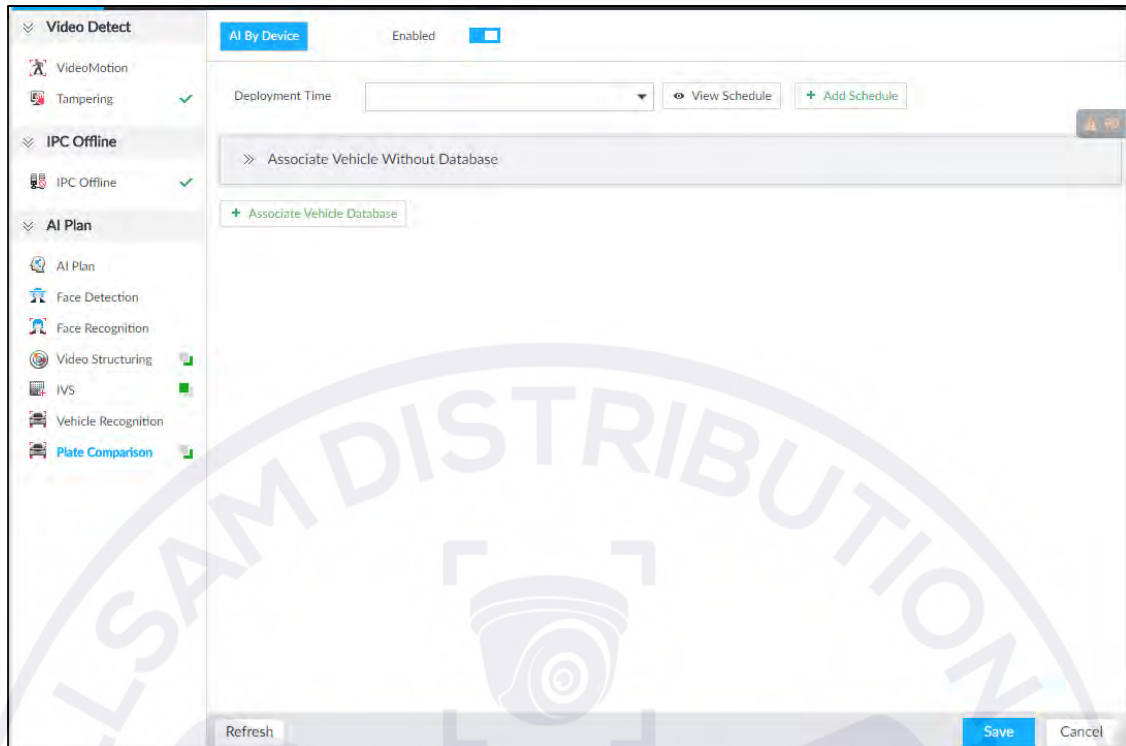 Video Detect
VideoMotion
Tampering
IPC Offline
IPC Offline
AI Plan
AI Plan
Face Detection
Face Recognition
Video Structuring
IVS
Vehicle Recognition
Plate Comparison
AI By Device
Enabled
Deployment Time
View Schedule
+ Add Schedule
Associate Vehicle Without Database
+ Associate Vehicle Database
LSAM DISTRIBUTION
Refresh
Save
Cancel